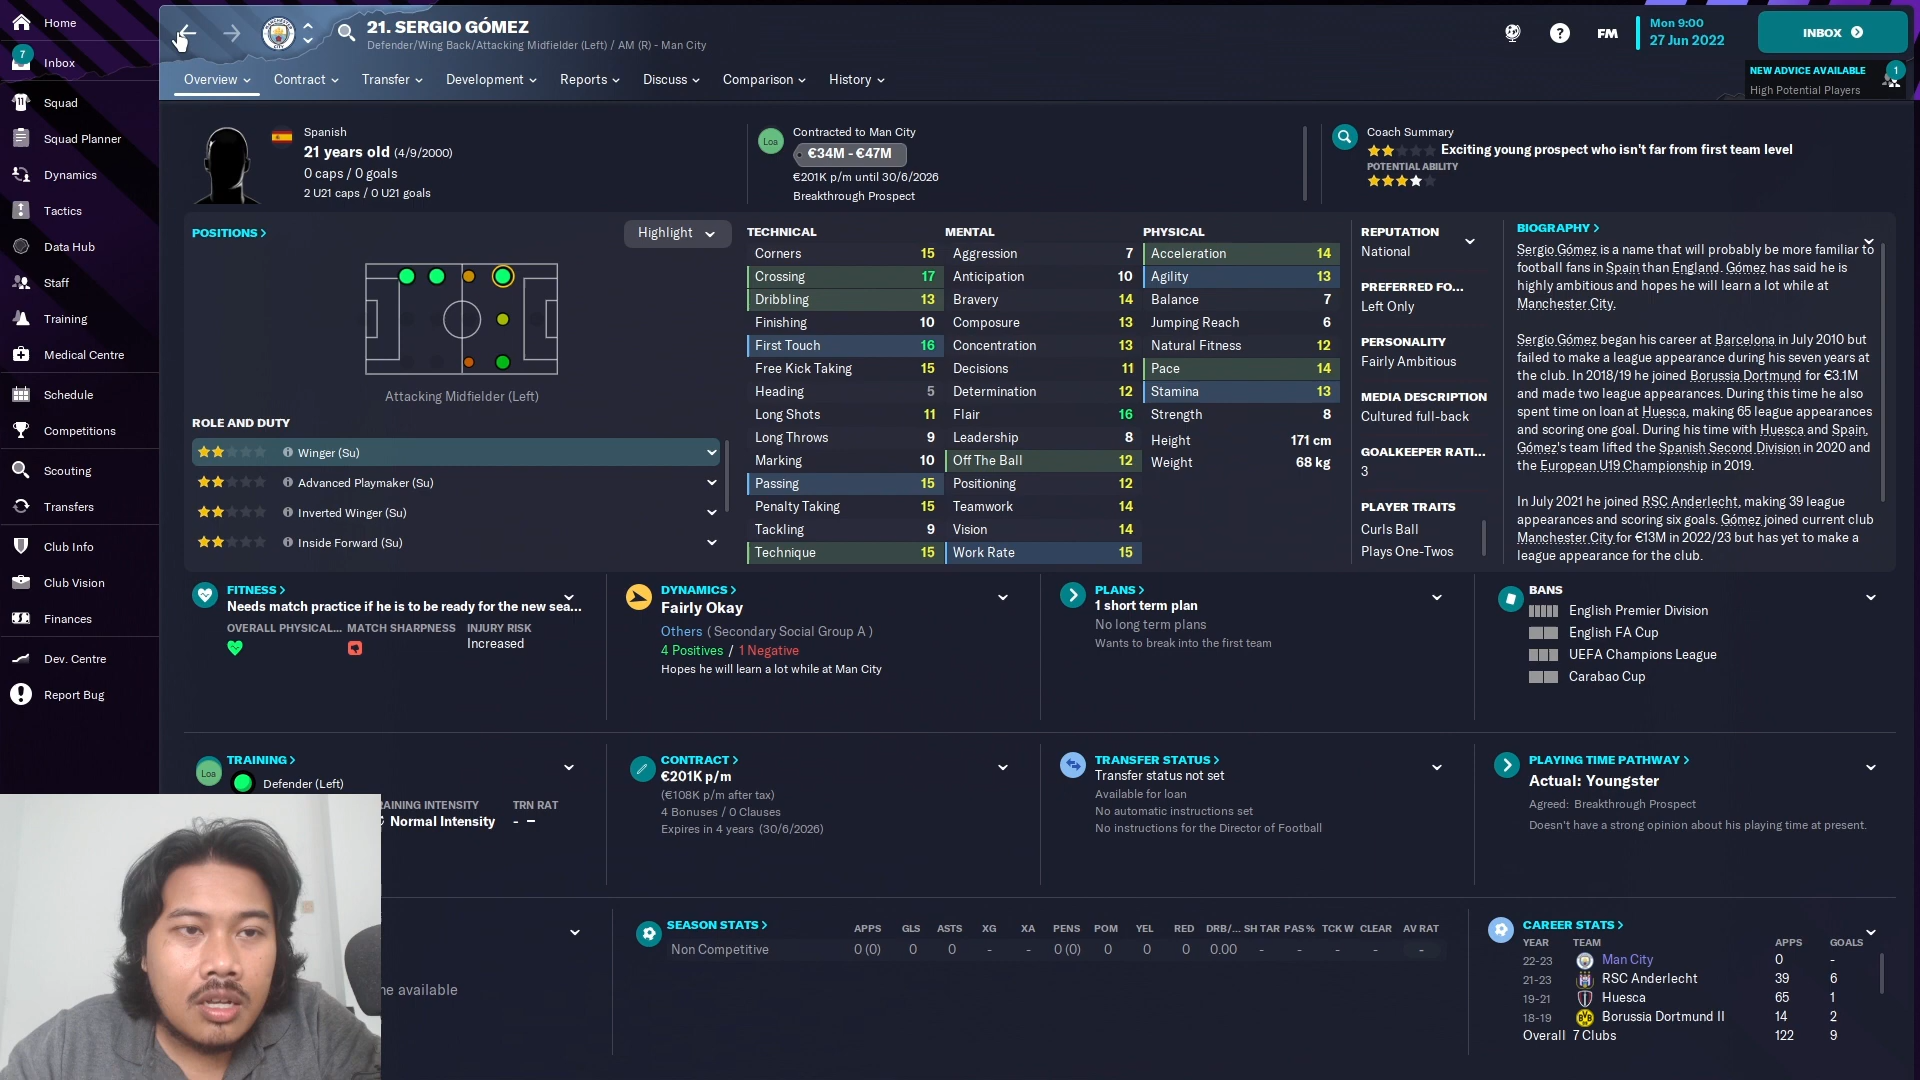 Home
7
Inbox
Squad
Squad Planner
Dynamics
Tactics
Data Hub
Staff
Training
Medical Centre
Schedule
Competitions
Scouting
Transfers
Club Info
Club Vision
Finances
Dev. Centre
Report Bug
21. SERGIO GÓMEZ
Defender/Wing Back/Attacking Midfielder (Left) / AM (R) - Man City
FM
Mon 9:00
27 Jun 2022
INBOX
Overview
Contract
Transfer
Development
Reports
Discuss
Comparison
History
NEW ADVICE AVAILABLE
1
High Potential Players
Spanish
21 years old (4/9/2000)
0 caps / 0 goals
2 U21 caps / 0 U21 goals
Loa
Contracted to Man City
€34M - €47M
€201K p/m until 30/6/2026
Breakthrough Prospect
Coach Summary
Exciting young prospect who isn't far from first team level
POTENTIAL ABILITY
POSITIONS >
Highlight
Attacking Midfielder (Left)
ROLE AND DUTY
Winger (Su)
Advanced Playmaker (Su)
Inverted Winger (Su)
Inside Forward (Su)
TECHNICAL
Corners 15
Crossing 17
Dribbling 13
Finishing 10
First Touch 16
Free Kick Taking 15
Heading 5
Long Shots 11
Long Throws 9
Marking 10
Passing 15
Penalty Taking 15
Tackling 9
Technique 15
MENTAL
Aggression 7
Anticipation 10
Bravery 14
Composure 13
Concentration 13
Decisions 11
Determination 12
Flair 16
Leadership 8
Off The Ball 12
Positioning 12
Teamwork 14
Vision 14
Work Rate 15
PHYSICAL
Acceleration 14
Agility 13
Balance 7
Jumping Reach 6
Natural Fitness 12
Pace 14
Stamina 13
Strength 8
Height 171 cm
Weight 68 kg
REPUTATION
National
PREFERRED FO...
Left Only
PERSONALITY
Fairly Ambitious
MEDIA DESCRIPTION
Cultured full-back
GOALKEEPER RATI...
3
PLAYER TRAITS
Curls Ball
Plays One-Twos
BIOGRAPHY >
Sergio Gómez is a name that will probably be more familiar to
football fans in Spain than England. Gómez has said he is
highly ambitious and hopes he will learn a lot while at
Manchester City.
Sergio Gómez began his career at Barcelona in July 2010 but
failed to make a league appearance during his seven years at
the club. In 2018/19 he joined Borussia Dortmund for €3.1M
and made two league appearances. During this time he also
spent time on loan at Huesca, making 65 league appearances
and scoring one goal. During his time with Huesca and Spain,
Gómez's team lifted the Spanish Second Division in 2020 and
the European U19 Championship in 2019.
In July 2021 he joined RSC Anderlecht, making 39 league
appearances and scoring six goals. Gómez joined current club
Manchester City for €13M in 2022/23 but has yet to make a
league appearance for the club.
FITNESS >
Needs match practice if he is to be ready for the new sea...
OVERALL PHYSICAL... MATCH SHARPNESS INJURY RISK
Increased
DYNAMICS >
Fairly Okay
Others ( Secondary Social Group A )
4 Positives / 1 Negative
Hopes he will learn a lot while at Man City
PLANS >
1 short term plan
No long term plans
Wants to break into the first team
BANS
English Premier Division
English FA Cup
UEFA Champions League
Carabao Cup
TRAINING >
Loa
Defender (Left)
RAINING INTENSITY TRN RAT
Normal Intensity - –
CONTRACT >
€201K p/m
(€108K p/m after tax)
4 Bonuses / 0 Clauses
Expires in 4 years (30/6/2026)
TRANSFER STATUS >
Transfer status not set
Available for loan
No automatic instructions set
No instructions for the Director of Football
PLAYING TIME PATHWAY >
Actual: Youngster
Agreed: Breakthrough Prospect
Doesn't have a strong opinion about his playing time at present.
ne available
SEASON STATS > APPS GLS ASTS XG XA PENS POM YEL RED DRB/... SH TAR PAS % TCK W CLEAR AV RAT
Non Competitive 0 (0) 0 0 - - 0 (0) 0 0 0 0.00 - - - - -
CAREER STATS >
YEAR TEAM APPS GOALS
22-23 Man City 0 -
21-23 RSC Anderlecht 39 6
19-21 Huesca 65 1
18-19 Borussia Dortmund II 14 2
Overall 7 Clubs 122 9